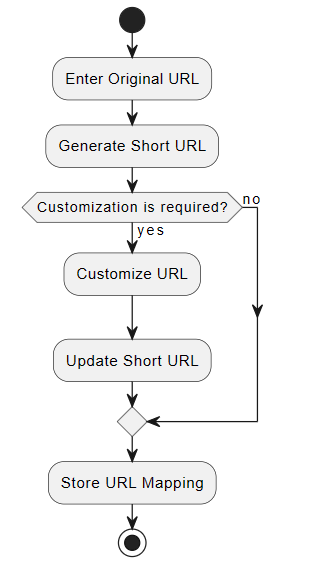 Enter Original URL
Generate Short URL
Customization is required?
no
yes
Customize URL
Update Short URL
Store URL Mapping